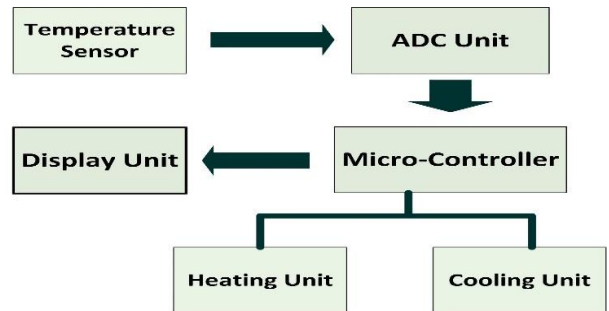 Temperature
Sensor
ADC Unit
Display Unit
Micro-Controller
Heating Unit
Cooling Unit